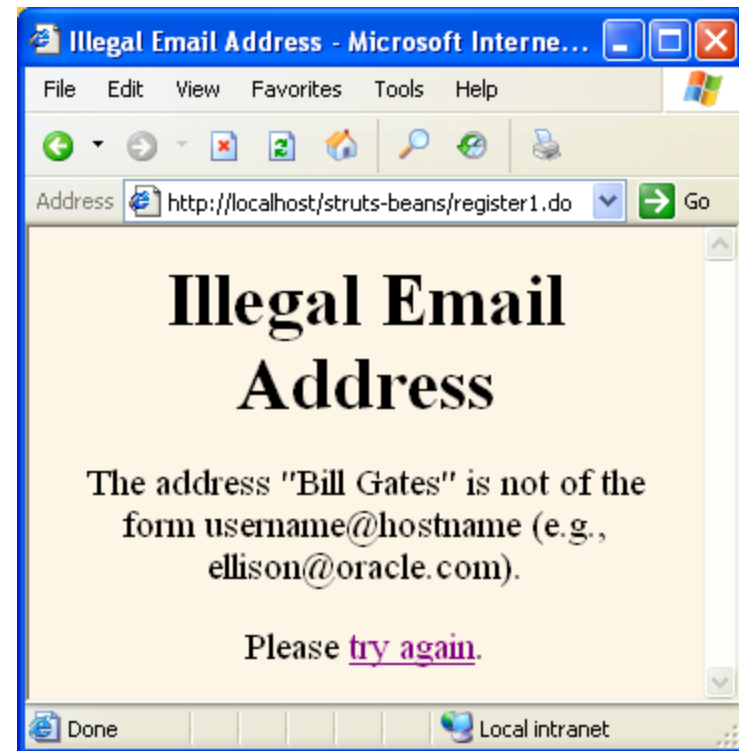 Illegal Email Address - Microsoft Interne...
File Edit View Favorites Tools Help
Address http://localhost/struts-beans/register1.do Go
Illegal Email
Address
The address "Bill Gates" is not of the
form username@hostname (e.g.,
ellison@oracle.com).
Please try again.
Done Local intranet